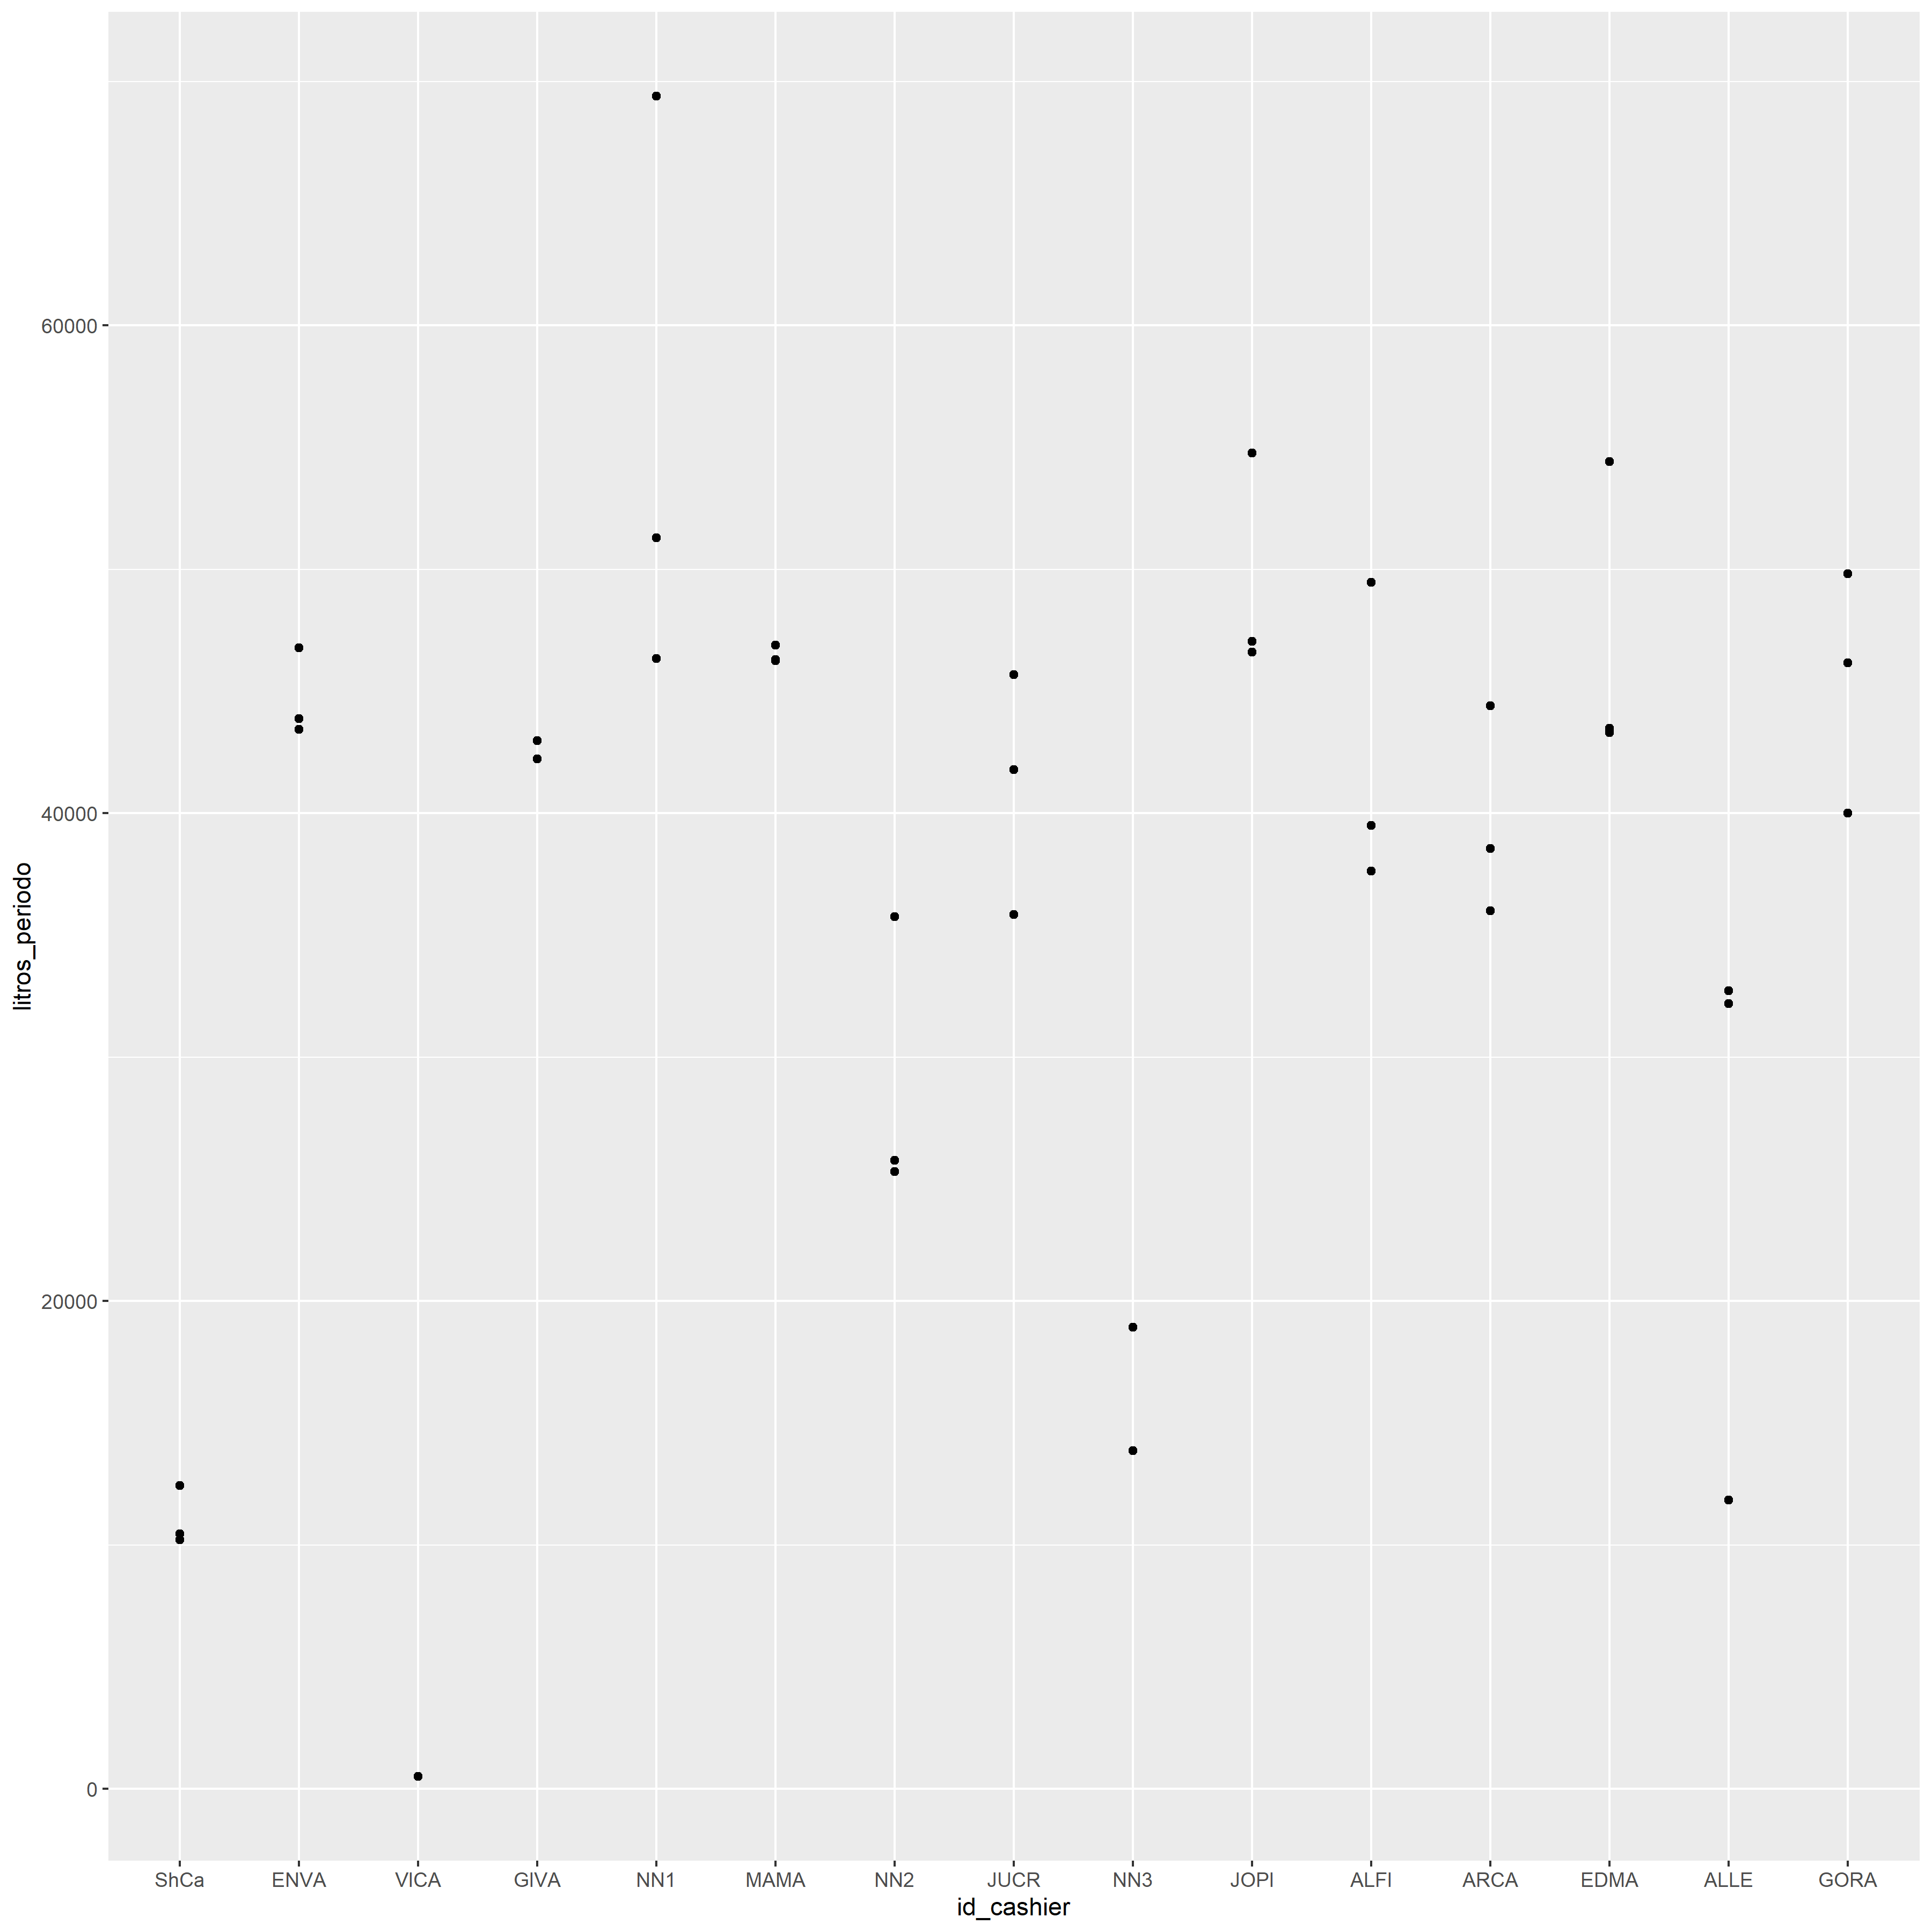 litros_periodo
60000
40000
20000
0
ShCa ENVA VICA GIVA NN1 MAMA NN2 JUCR NN3 JOPI ALFI ARCA EDMA ALLE GORA
id_cashier